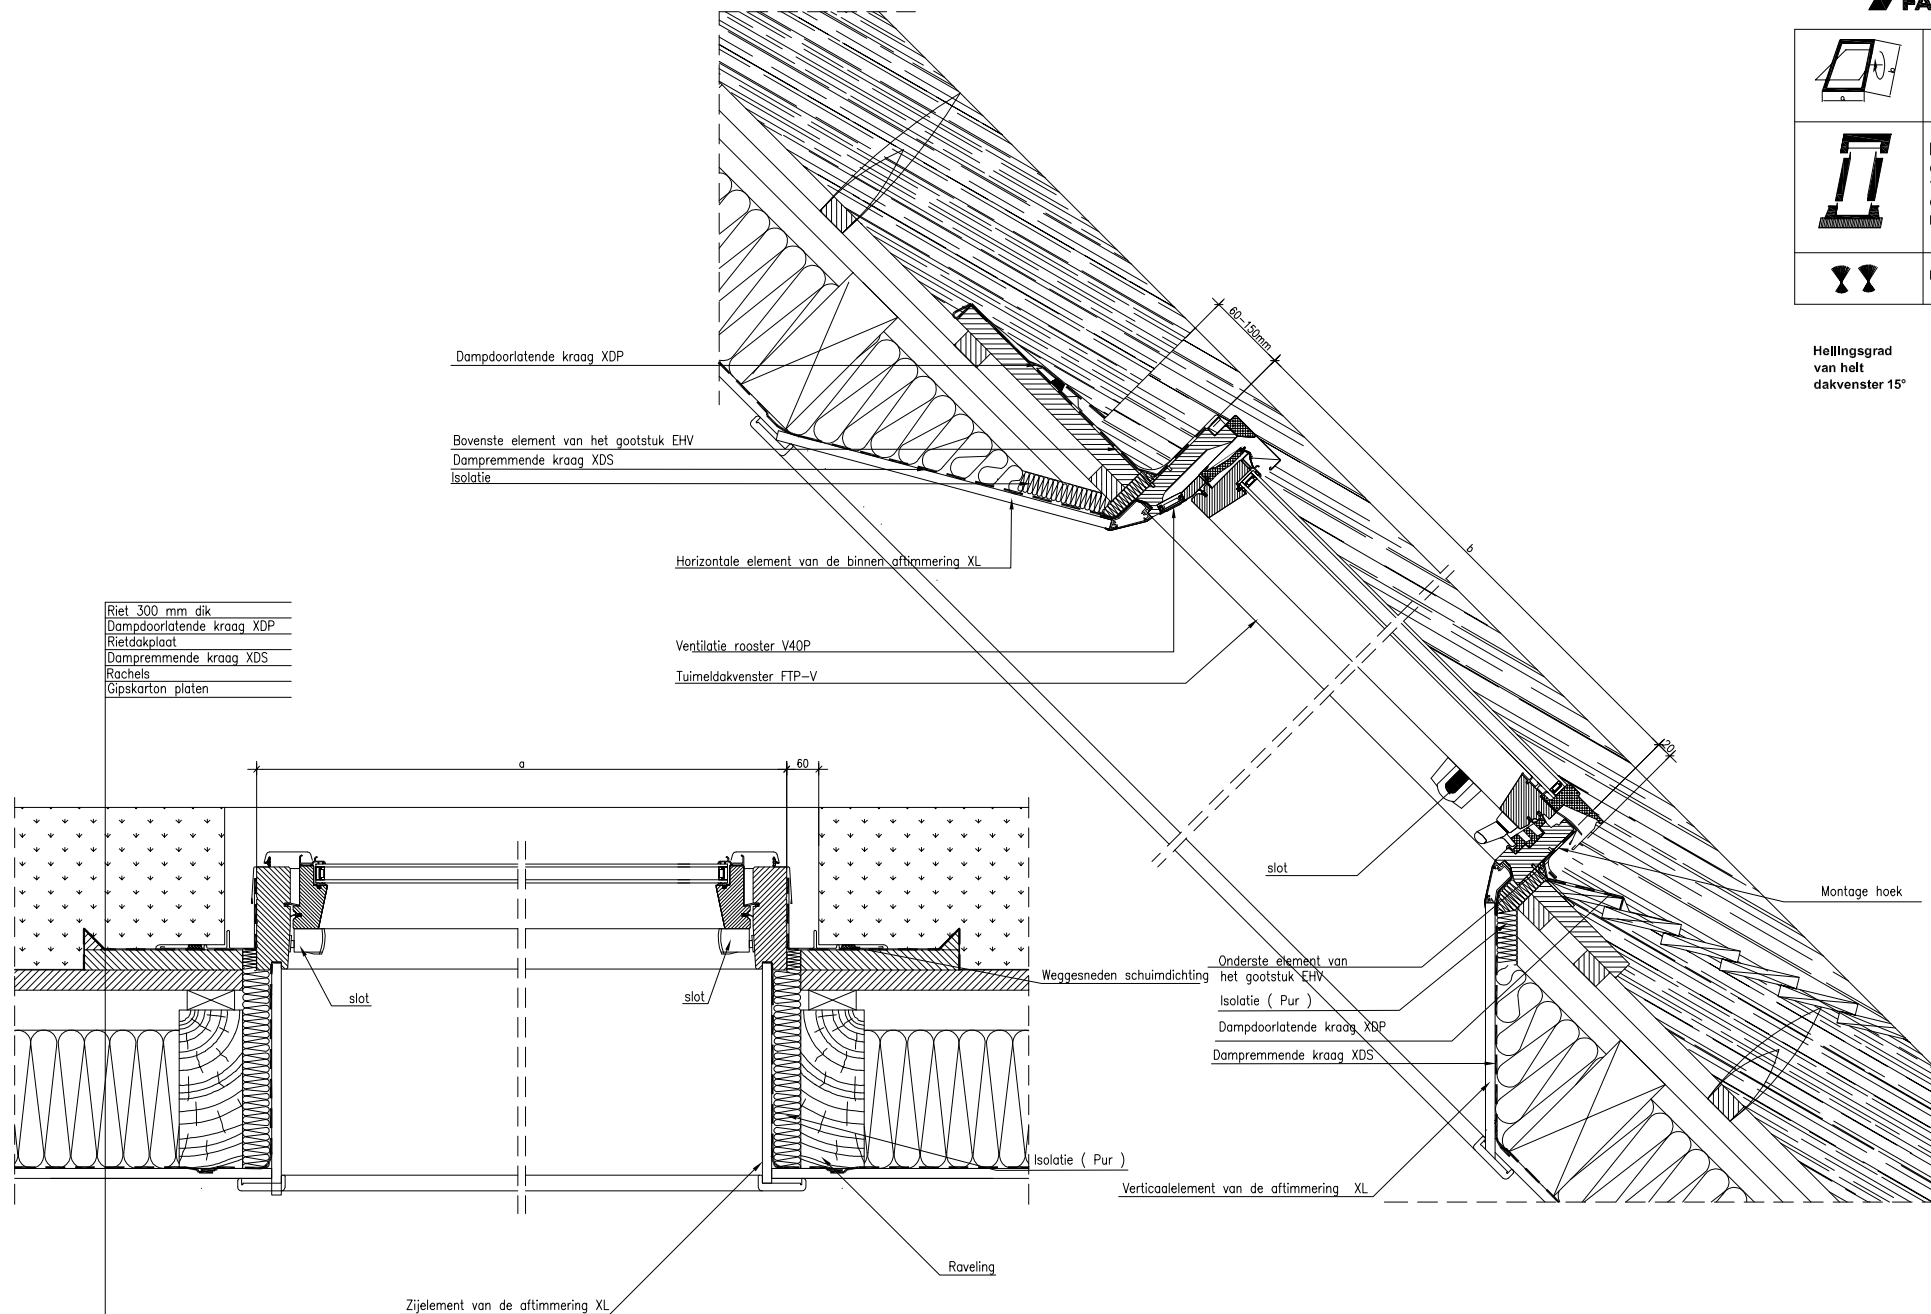 FA
a
b
Hellingsgrad
van helt
dakvenster 15°
60-150mm
b
20
Dampdoorlatende kraag XDP
Bovenste element van het gootstuk EHV
Dampremmende kraag XDS
Isolatie
Horizontale element van de binnen aftimmering XL
Ventilatie rooster V40P
Tuimeldakvenster FTP-V
Riet 300 mm dik
Dampdoorlatende kraag XDP
Rietdakplaat
Dampremmende kraag XDS
Rachels
Gipskarton platen
a
60
slot
slot
slot
Montage hoek
Weggesneden schuimdichting
Onderste element van
het gootstuk EHV
Isolatie ( Pur )
Dampdoorlatende kraag XDP
Dampremmende kraag XDS
Isolatie ( Pur )
Verticaalelement van de aftimmering XL
Raveling
Zijelement van de aftimmering XL